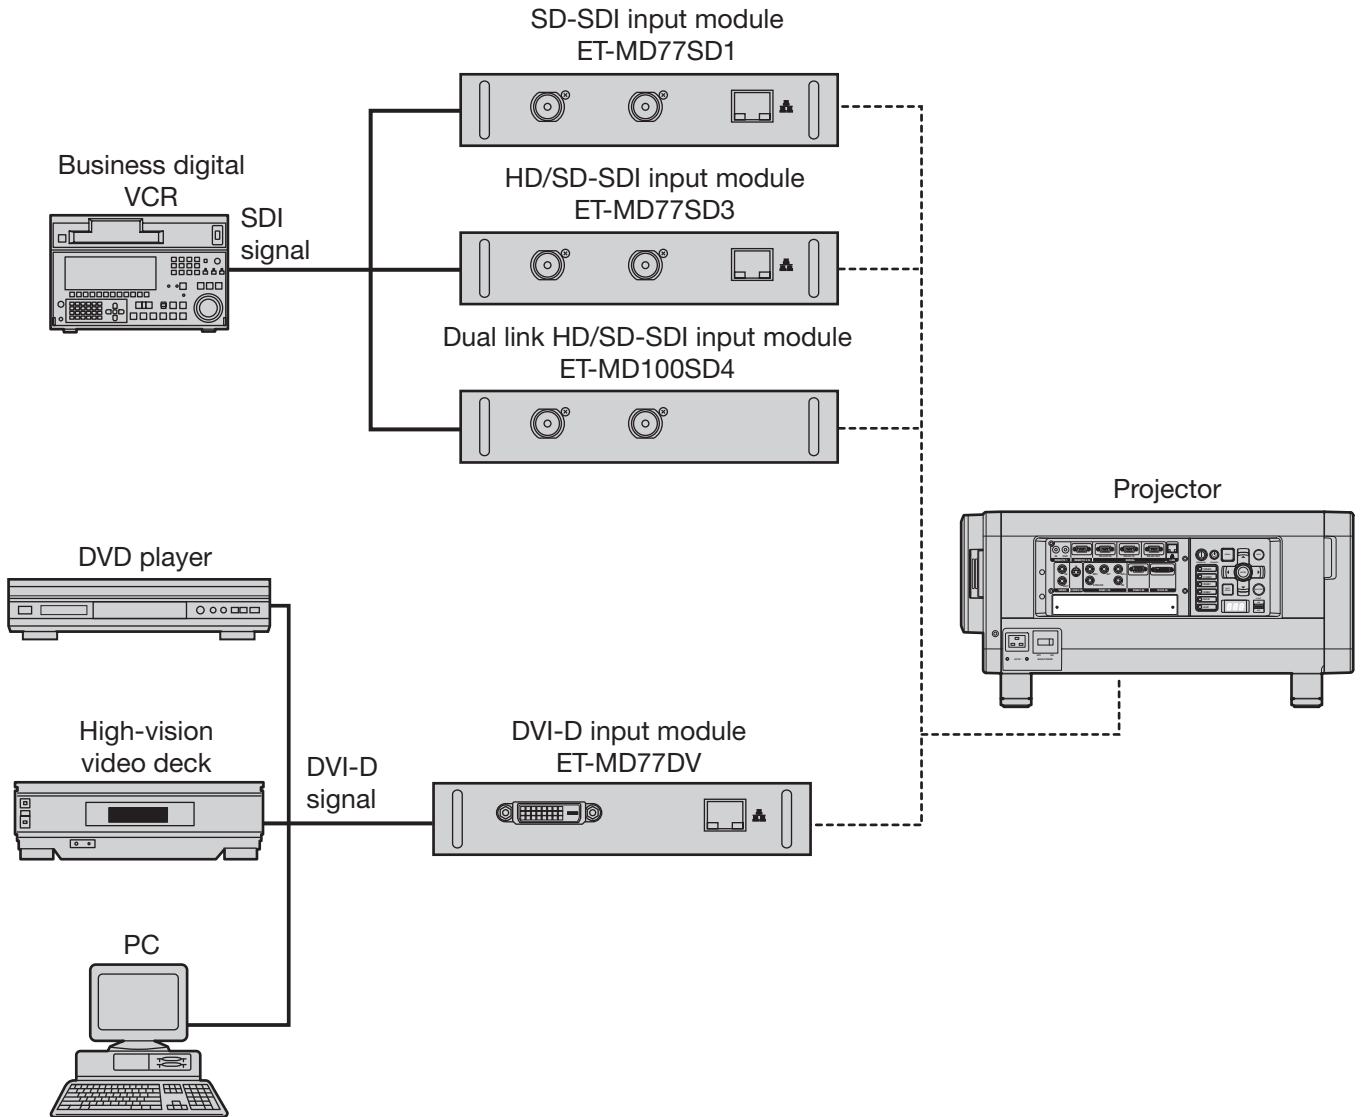 SD-SDI input module
ET-MD77SD1
Business digital
VCR
SDI
signal
HD/SD-SDI input module
ET-MD77SD3
Dual link HD/SD-SDI input module
ET-MD100SD4
Projector
DVD player
High-vision
video deck
DVI-D
signal
DVI-D input module
ET-MD77DV
PC